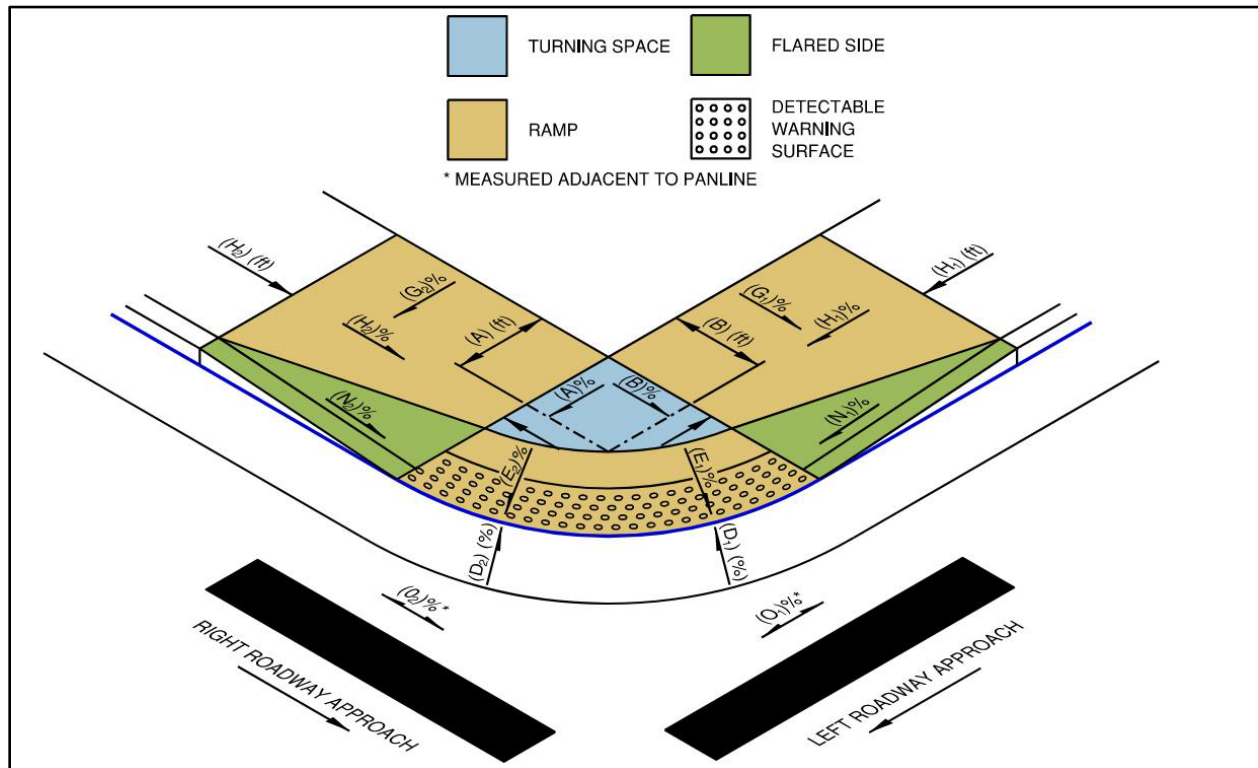 TURNING SPACE
FLARED SIDE
RAMP
DETECTABLE
WARNING
SURFACE
* MEASURED ADJACENT TO PANLINE
(H₂) (ft)
(G₂)%
(H₂)%
(A) (ft)
(G₁)%
(H₁)%
(B) (ft)
(H₁) (ft)
(A)%
(B)%
(N₂)%
(N₁)%
(E₂)%
(E₁)%
(D₂) (%)
(D₁) (%)
(0₂)%*
(O₁)%*
RIGHT ROADWAY APPROACH
LEFT ROADWAY APPROACH